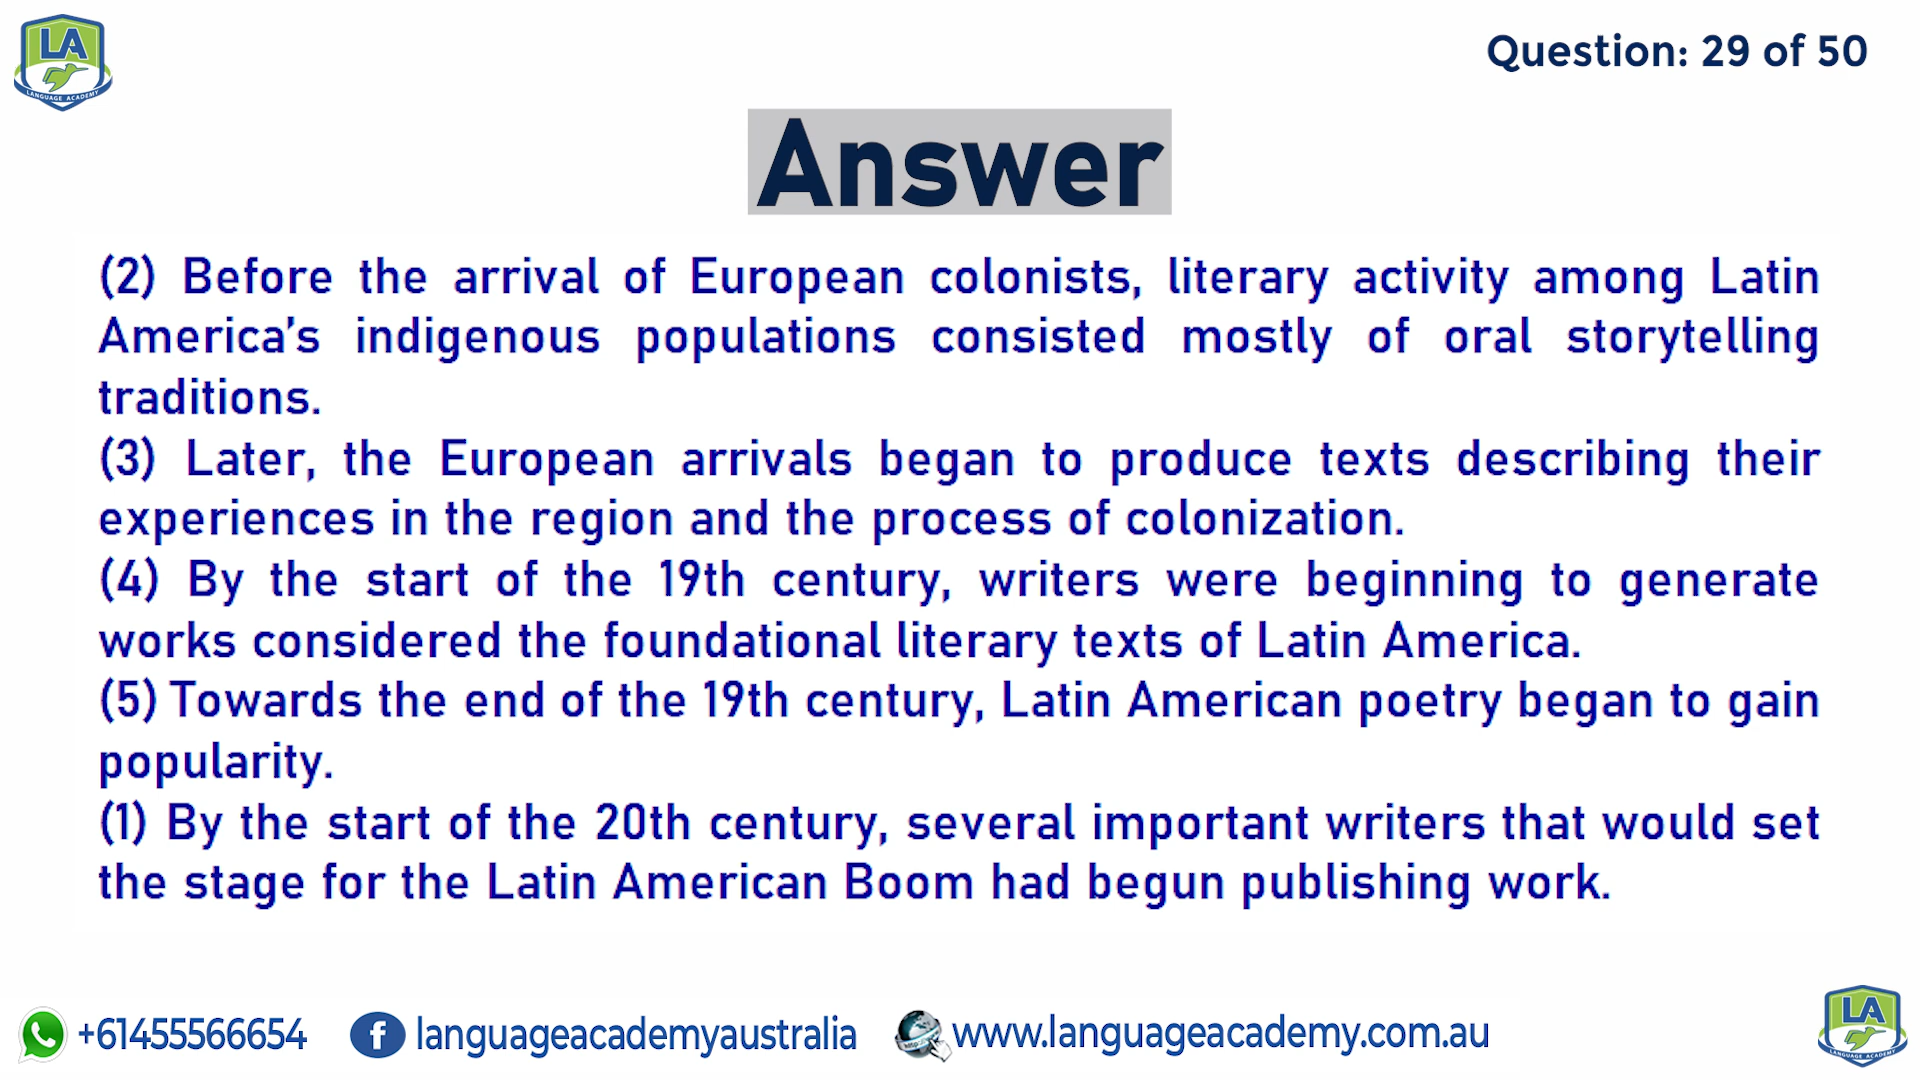 LA
LANGUAGE ACADEMY
Question: 29 of 50
Answer
(2) Before the arrival of European colonists, literary activity among Latin
America's indigenous populations consisted mostly of oral storytelling
traditions.
(3) Later, the European arrivals began to produce texts describing their
experiences in the region and the process of colonization.
(4) By the start of the 19th century, writers were beginning to generate
works considered the foundational literary texts of Latin America.
(5) Towards the end of the 19th century, Latin American poetry began to gain
popularity.
(1) By the start of the 20th century, several important writers that would set
the stage for the Latin American Boom had begun publishing work.
+61455566654
f languageacademyaustralia
www.languageacademy.com.au
LA
LANGUAGE ACADEMY